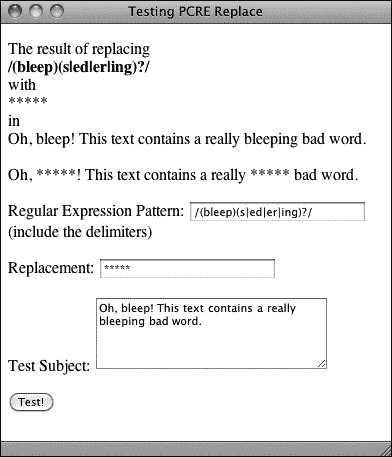 Testing PCRE Replace
The result of replacing
/(bleep)(s|ed|er|ing)?/
with
*****
in
Oh, bleep! This text contains a really bleeping bad word.
Oh, *****! This text contains a really ***** bad word.
Regular Expression Pattern: /(bleep)(s|ed|er|ing)?/
(include the delimiters)
Replacement: *****
Oh, bleep! This text contains a really
bleeping bad word.
Test Subject:
Test!